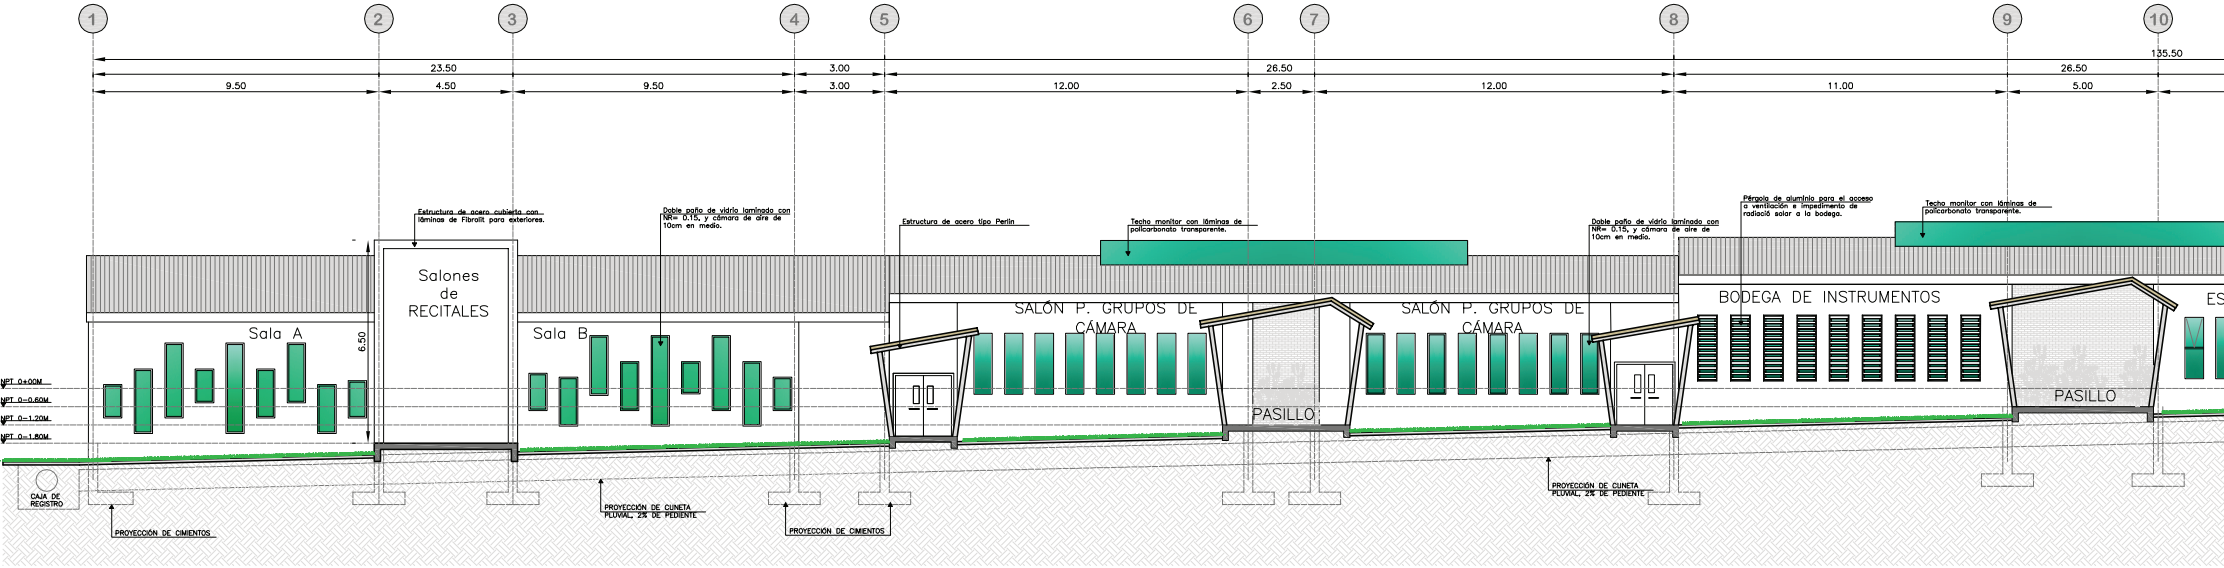 1 2 3 4 5 6 7 8 9 10
135.50
23.50 3.00 26.50 26.50
9.50 4.50 9.50 3.00 12.00 2.50 12.00 11.00 5.00
Estructura de acero cubierta con
láminas de Fibrolit para exteriores.
Doble paño de vidrio laminado con
NR= 0.15, y cámara de aire de
10cm en medio.
Estructura de acero tipo Perlin
Techo monitor con láminas de
policarbonato transparente.
Doble paño de vidrio laminado con
NR= 0.15, y cámara de aire de
10cm en medio.
Pérgola de aluminio para el acceso
a ventilación e impedimento de
radiació solar a la bodega.
Techo monitor con láminas de
policarbonato transparente.
Salones
de
RECITALES
6.50
Sala A
Sala B
SALÓN P. GRUPOS DE
CÁMARA
SALÓN P. GRUPOS DE
CÁMARA
BODEGA DE INSTRUMENTOS
ES
PASILLO
PASILLO
NPT 0+00M
NPT 0-0.60M
NPT 0-1.20M
NPT 0-1.80M
CAJA DE
REGISTRO
PROYECCIÓN DE CIMIENTOS
PROYECCIÓN DE CUNETA
PLUVIAL, 2% DE PEDIENTE
PROYECCIÓN DE CIMIENTOS
PROYECCIÓN DE CUNETA
PLUVIAL, 2% DE PEDIENTE